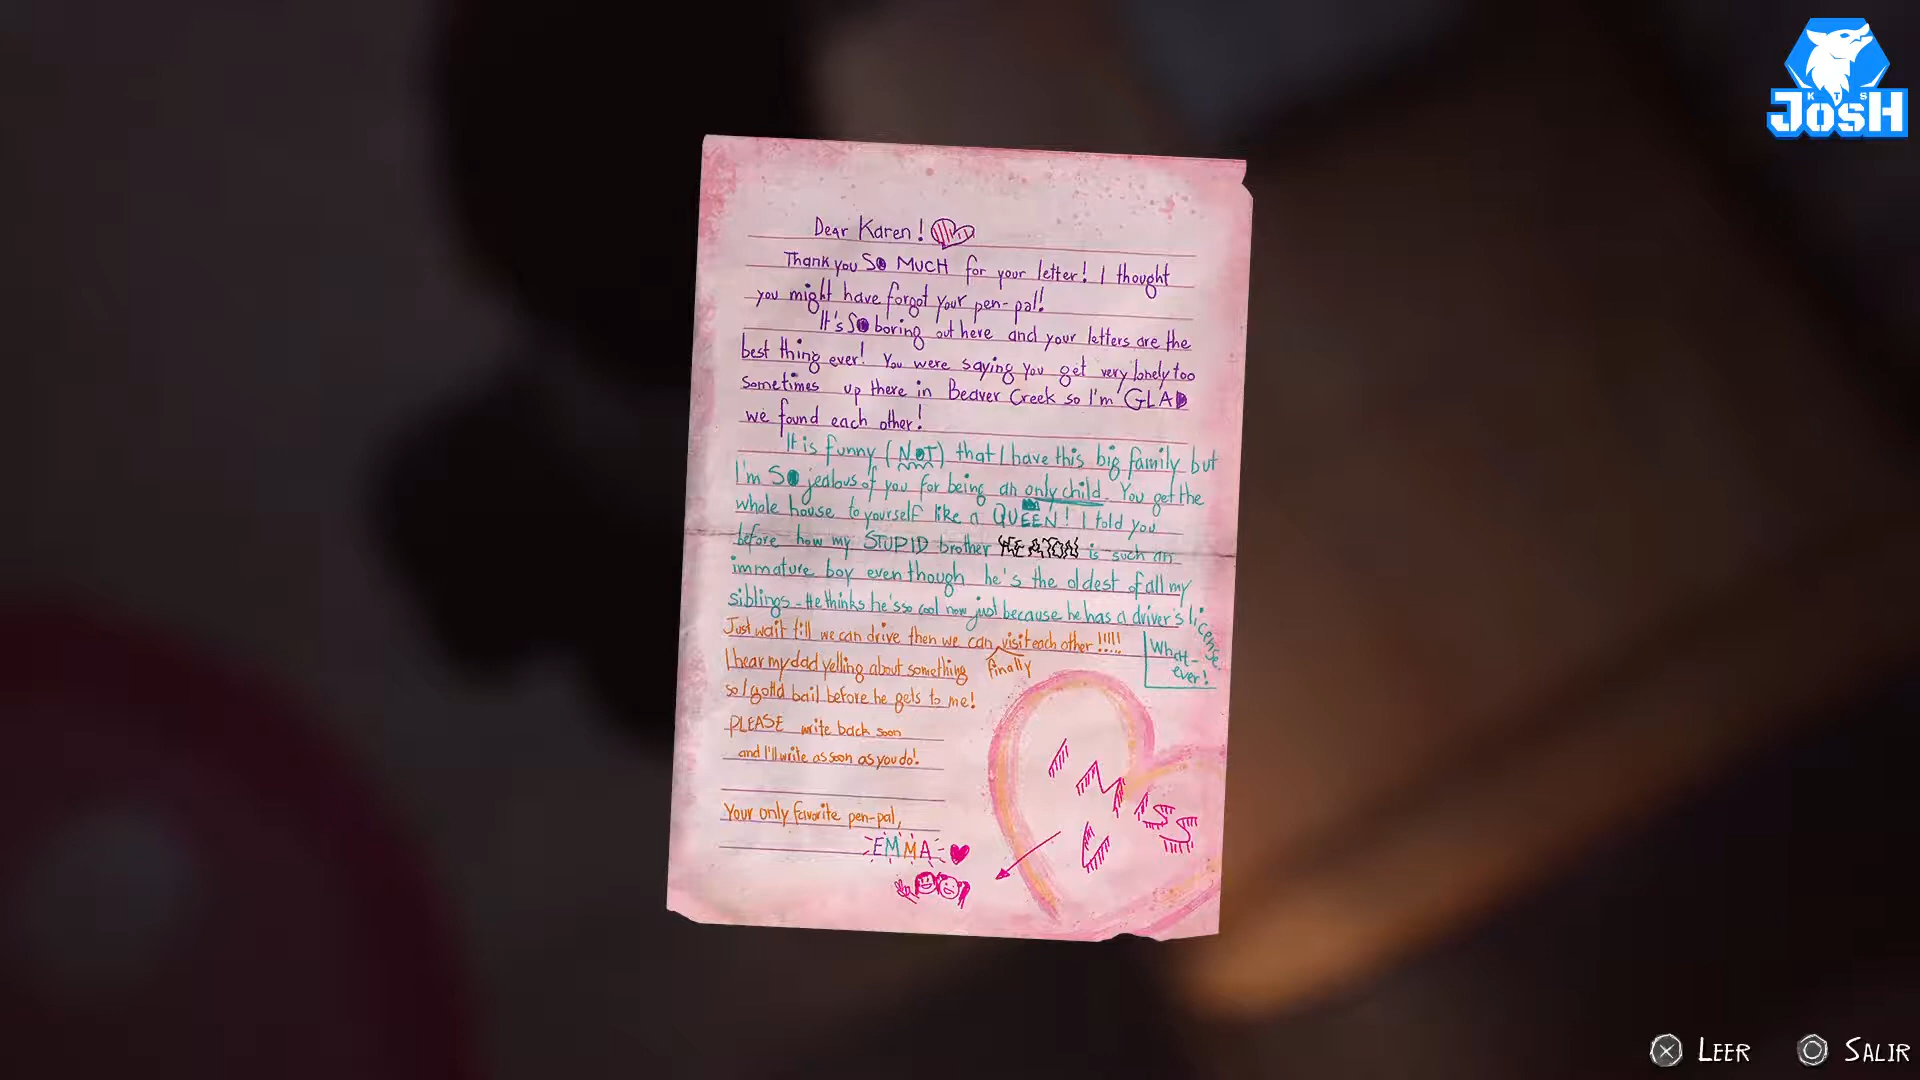 KTS
JOSH
Dear Karen!
Thank you SO MUCH for your letter! I thought
you might have forgot your pen-pal!
It's SO boring out here and your letters are the
best thing ever! You were saying you get very lonely too
sometimes up there in Beaver Creek so I'm GLAD
we found each other!
It is funny (NOT) that I have this big family but
I'm SO jealous of you for being an only child. You get the
whole house to yourself like a QUEEN! I told you
before how my STUPID brother is such an
immature boy even though he's the oldest of all my
siblings. He thinks he's so cool now just because he has a driver's license
What-
ever!
Just wait till we can drive then we can visit each other!!!!!
finally
I hear my dad yelling about something
so I gotta bail before he gets to me!
PLEASE write back soon
and I'll write as soon as you do!
Your only favorite pen-pal,
EMMA
I
MISS
U
LEER
SALIR